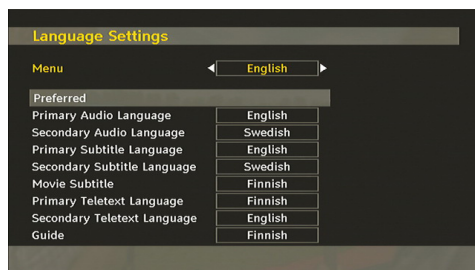 Language Settings
Menu English
Preferred
Primary Audio Language English
Secondary Audio Language Swedish
Primary Subtitle Language English
Secondary Subtitle Language Swedish
Movie Subtitle Finnish
Primary Teletext Language Finnish
Secondary Teletext Language English
Guide Finnish